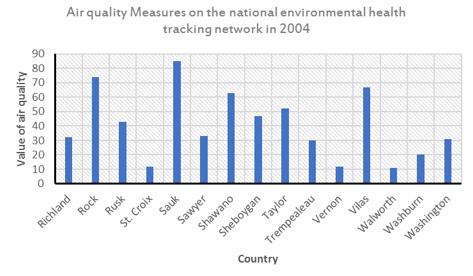 Air quality Measures on the national environmental health
tracking network in 2004
Value of air quality
90
80
70
60
50
40
30
20
10
0
Richland
Rock
Rusk
St. Croix
Sauk
Sawyer
Shawano
Sheboygan
Taylor
Trempealeau
Vernon
Vilas
Walworth
Washburn
Washington
Country